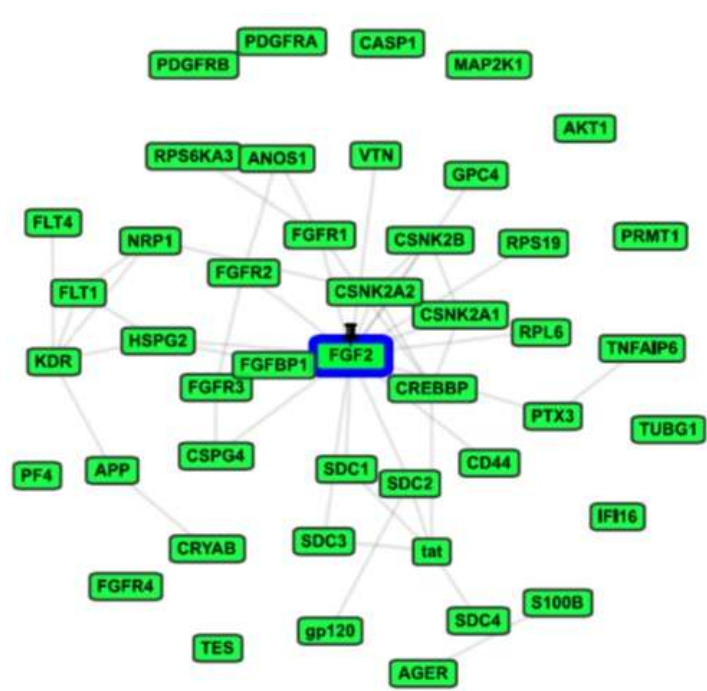 PDGFRA
CASP1
PDGFRB
MAP2K1
AKT1
RPS6KA3
ANOS1
VTN
GPC4
FLT4
NRP1
FGFR1
CSNK2B
RPS19
PRMT1
FGFR2
FLT1
CSNK2A2
CSNK2A1
HSPG2
RPL6
TNFAIP6
KDR
FGFBP1
FGF2
FGFR3
CREBBP
PTX3
TUBG1
CSPG4
SDC1
CD44
PF4
APP
SDC2
IFI16
CRYAB
SDC3
tat
FGFR4
S100B
gp120
SDC4
TES
AGER